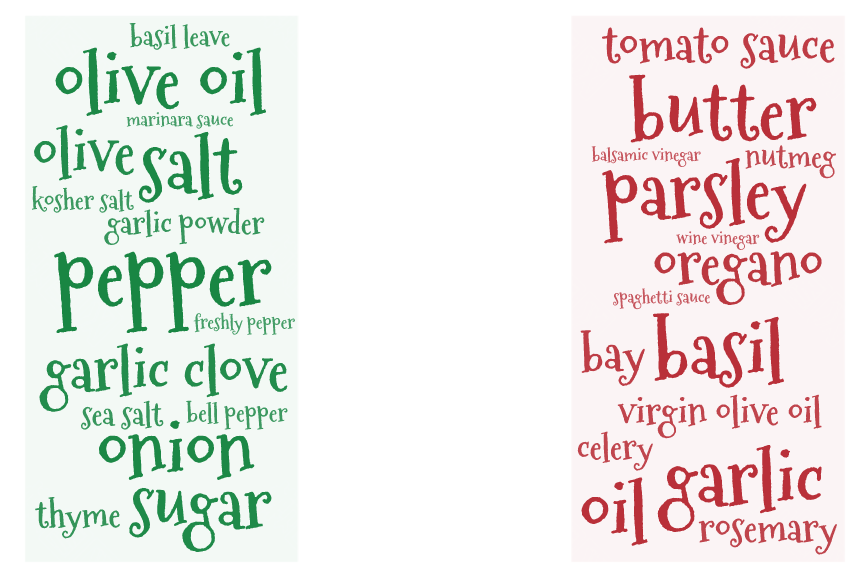 basil leave
olive oil
marinara sauce
olive
salt
kosher salt
garlic powder
pepper
freshly pepper
garlic clove
sea salt
bell pepper
onion
thyme
sugar
tomato sauce
butter
balsamic vinegar
nutmeg
parsley
wine vinegar
oregano
spaghetti sauce
bay
basil
virgin olive oil
celery
oil
garlic
rosemary